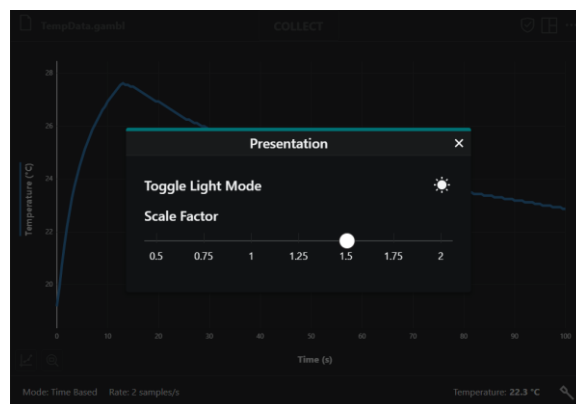 TempData.gambl
COLLECT
28
26
24
22
20
Temperature (°C)
Presentation
Toggle Light Mode
Scale Factor
0.5 0.75 1 1.25 1.5 1.75 2
0 10 20 30 40 50 60 70 80 90 100
Time (s)
Mode: Time Based Rate: 2 samples/s
Temperature: 22.3 °C